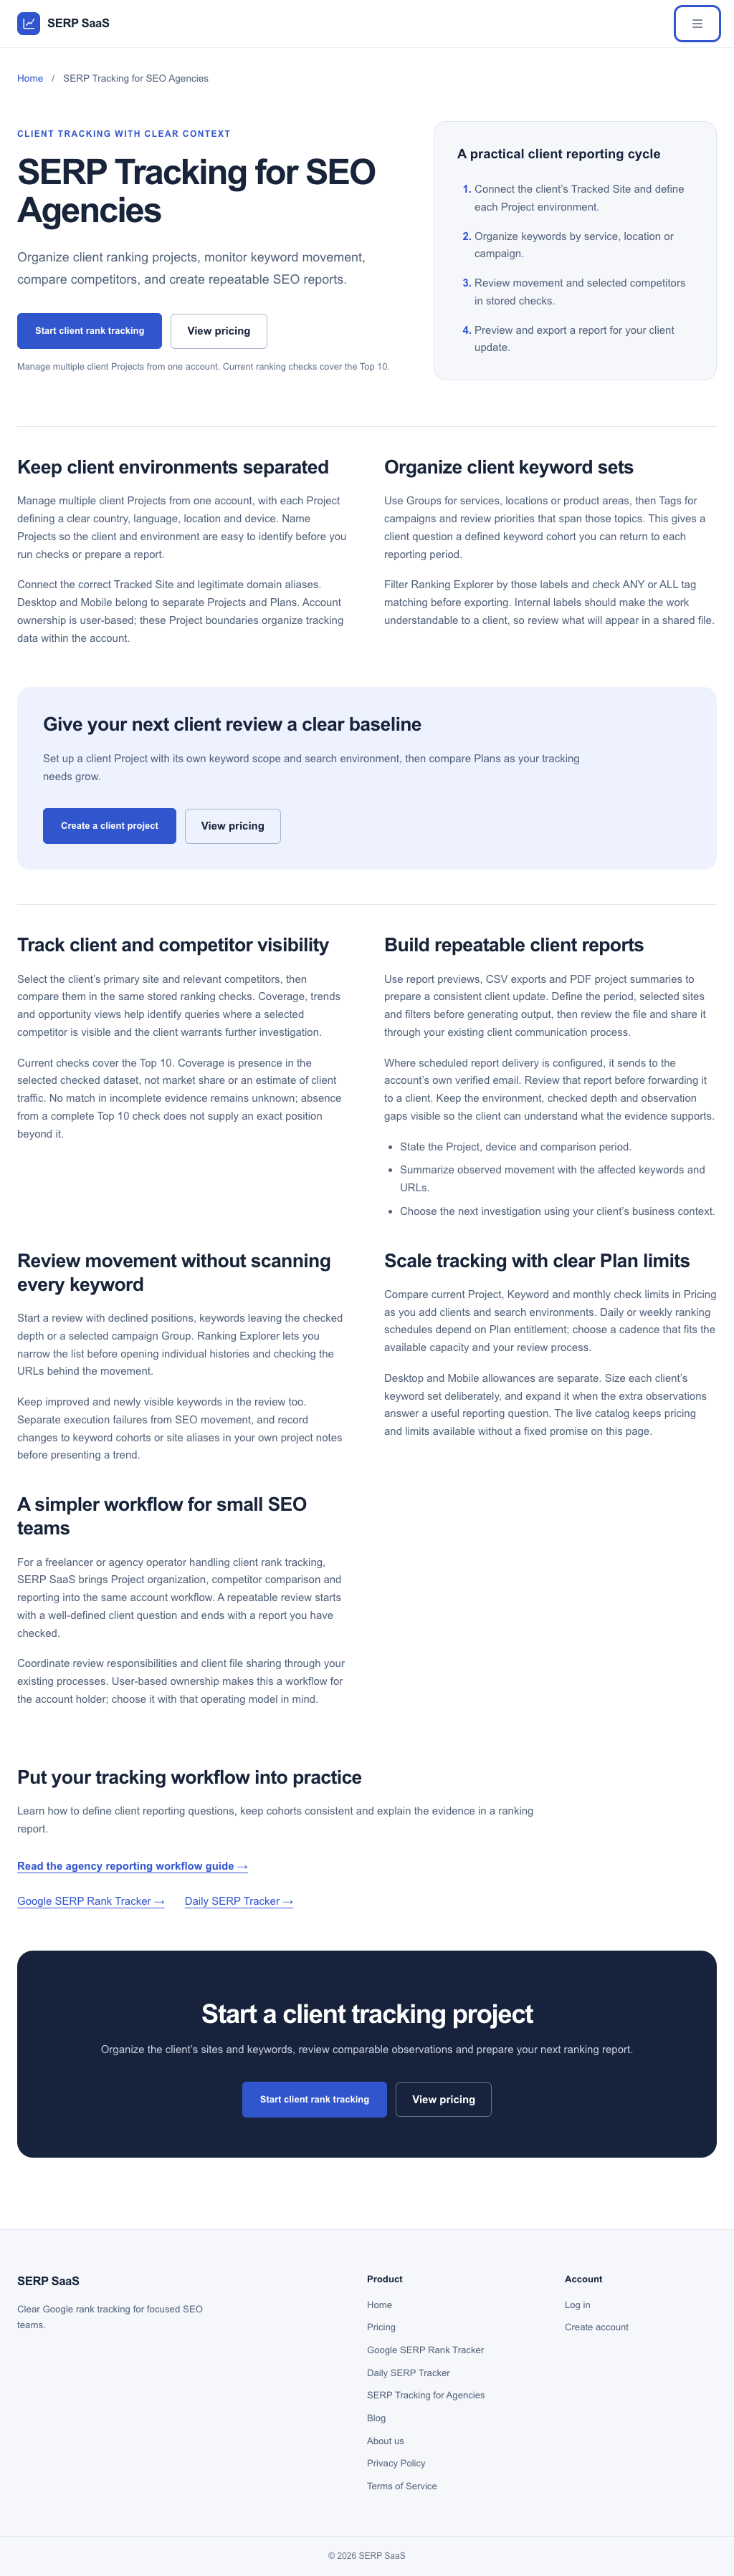 SERP SaaS
Home / SERP Tracking for SEO Agencies
CLIENT TRACKING WITH CLEAR CONTEXT
SERP Tracking for SEO
Agencies
Organize client ranking projects, monitor keyword movement,
compare competitors, and create repeatable SEO reports.
Start client rank tracking
View pricing
Manage multiple client Projects from one account. Current ranking checks cover the Top 10.
A practical client reporting cycle
1. Connect the client’s Tracked Site and define
each Project environment.
2. Organize keywords by service, location or
campaign.
3. Review movement and selected competitors
in stored checks.
4. Preview and export a report for your client
update.
Keep client environments separated
Manage multiple client Projects from one account, with each Project
defining a clear country, language, location and device. Name
Projects so the client and environment are easy to identify before you
run checks or prepare a report.
Connect the correct Tracked Site and legitimate domain aliases.
Desktop and Mobile belong to separate Projects and Plans. Account
ownership is user-based; these Project boundaries organize tracking
data within the account.
Organize client keyword sets
Use Groups for services, locations or product areas, then Tags for
campaigns and review priorities that span those topics. This gives a
client question a defined keyword cohort you can return to each
reporting period.
Filter Ranking Explorer by those labels and check ANY or ALL tag
matching before exporting. Internal labels should make the work
understandable to a client, so review what will appear in a shared file.
Give your next client review a clear baseline
Set up a client Project with its own keyword scope and search environment, then compare Plans as your tracking
needs grow.
Create a client project
View pricing
Track client and competitor visibility
Select the client’s primary site and relevant competitors, then
compare them in the same stored ranking checks. Coverage, trends
and opportunity views help identify queries where a selected
competitor is visible and the client warrants further investigation.
Current checks cover the Top 10. Coverage is presence in the
selected checked dataset, not market share or an estimate of client
traffic. No match in incomplete evidence remains unknown; absence
from a complete Top 10 check does not supply an exact position
beyond it.
Build repeatable client reports
Use report previews, CSV exports and PDF project summaries to
prepare a consistent client update. Define the period, selected sites
and filters before generating output, then review the file and share it
through your existing client communication process.
Where scheduled report delivery is configured, it sends to the
account’s own verified email. Review that report before forwarding it
to a client. Keep the environment, checked depth and observation
gaps visible so the client can understand what the evidence supports.
• State the Project, device and comparison period.
• Summarize observed movement with the affected keywords and
URLs.
• Choose the next investigation using your client’s business context.
Review movement without scanning
every keyword
Start a review with declined positions, keywords leaving the checked
depth or a selected campaign Group. Ranking Explorer lets you
narrow the list before opening individual histories and checking the
URLs behind the movement.
Keep improved and newly visible keywords in the review too.
Separate execution failures from SEO movement, and record
changes to keyword cohorts or site aliases in your own project notes
before presenting a trend.
Scale tracking with clear Plan limits
Compare current Project, Keyword and monthly check limits in Pricing
as you add clients and search environments. Daily or weekly ranking
schedules depend on Plan entitlement; choose a cadence that fits the
available capacity and your review process.
Desktop and Mobile allowances are separate. Size each client’s
keyword set deliberately, and expand it when the extra observations
answer a useful reporting question. The live catalog keeps pricing
and limits available without a fixed promise on this page.
A simpler workflow for small SEO
teams
For a freelancer or agency operator handling client rank tracking,
SERP SaaS brings Project organization, competitor comparison and
reporting into the same account workflow. A repeatable review starts
with a well-defined client question and ends with a report you have
checked.
Coordinate review responsibilities and client file sharing through your
existing processes. User-based ownership makes this a workflow for
the account holder; choose it with that operating model in mind.
Put your tracking workflow into practice
Learn how to define client reporting questions, keep cohorts consistent and explain the evidence in a ranking
report.
Read the agency reporting workflow guide →
Google SERP Rank Tracker → Daily SERP Tracker →
Start a client tracking project
Organize the client’s sites and keywords, review comparable observations and prepare your next ranking report.
Start client rank tracking
View pricing
SERP SaaS
Clear Google rank tracking for focused SEO
teams.
Product
Home
Pricing
Google SERP Rank Tracker
Daily SERP Tracker
SERP Tracking for Agencies
Blog
About us
Privacy Policy
Terms of Service
Account
Log in
Create account
© 2026 SERP SaaS